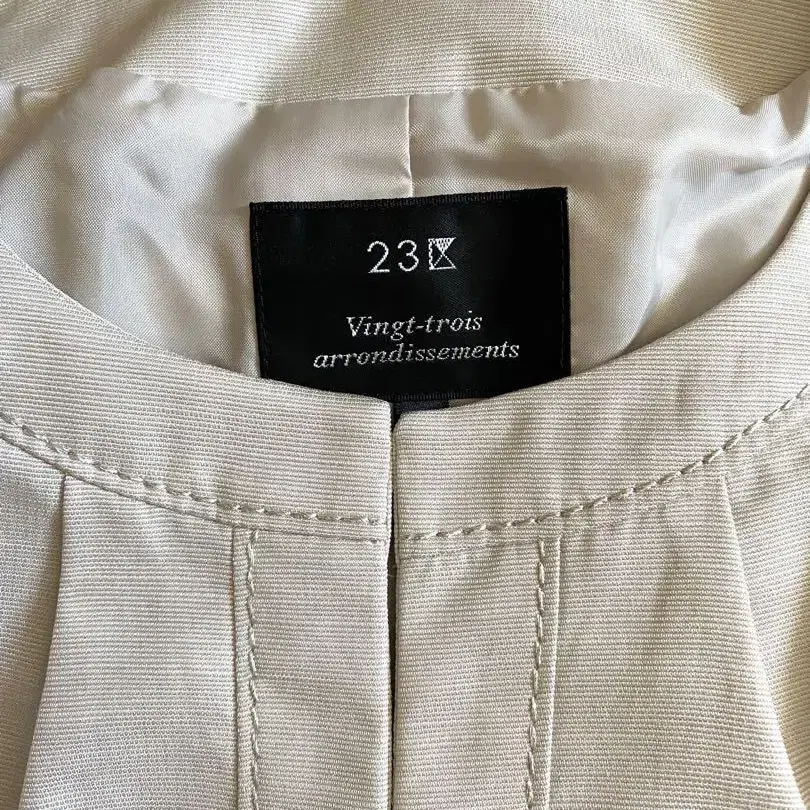 23区
Vingt-trois
arrondissements